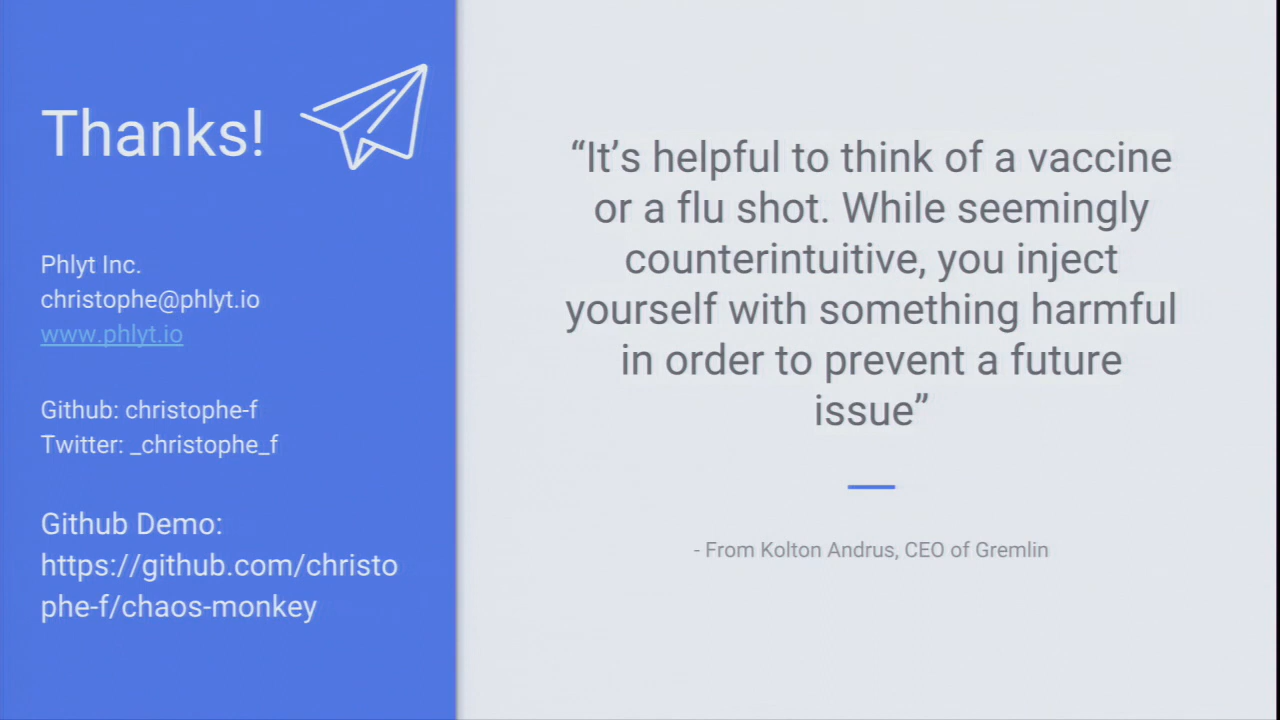 Thanks!
Phlyt Inc.
christophe@phlyt.io
www.phlyt.io
Github: christophe-f
Twitter: _christophe_f
Github Demo:
https://github.com/christo
phe-f/chaos-monkey
“It’s helpful to think of a vaccine
or a flu shot. While seemingly
counterintuitive, you inject
yourself with something harmful
in order to prevent a future
issue”
- From Kolton Andrus, CEO of Gremlin